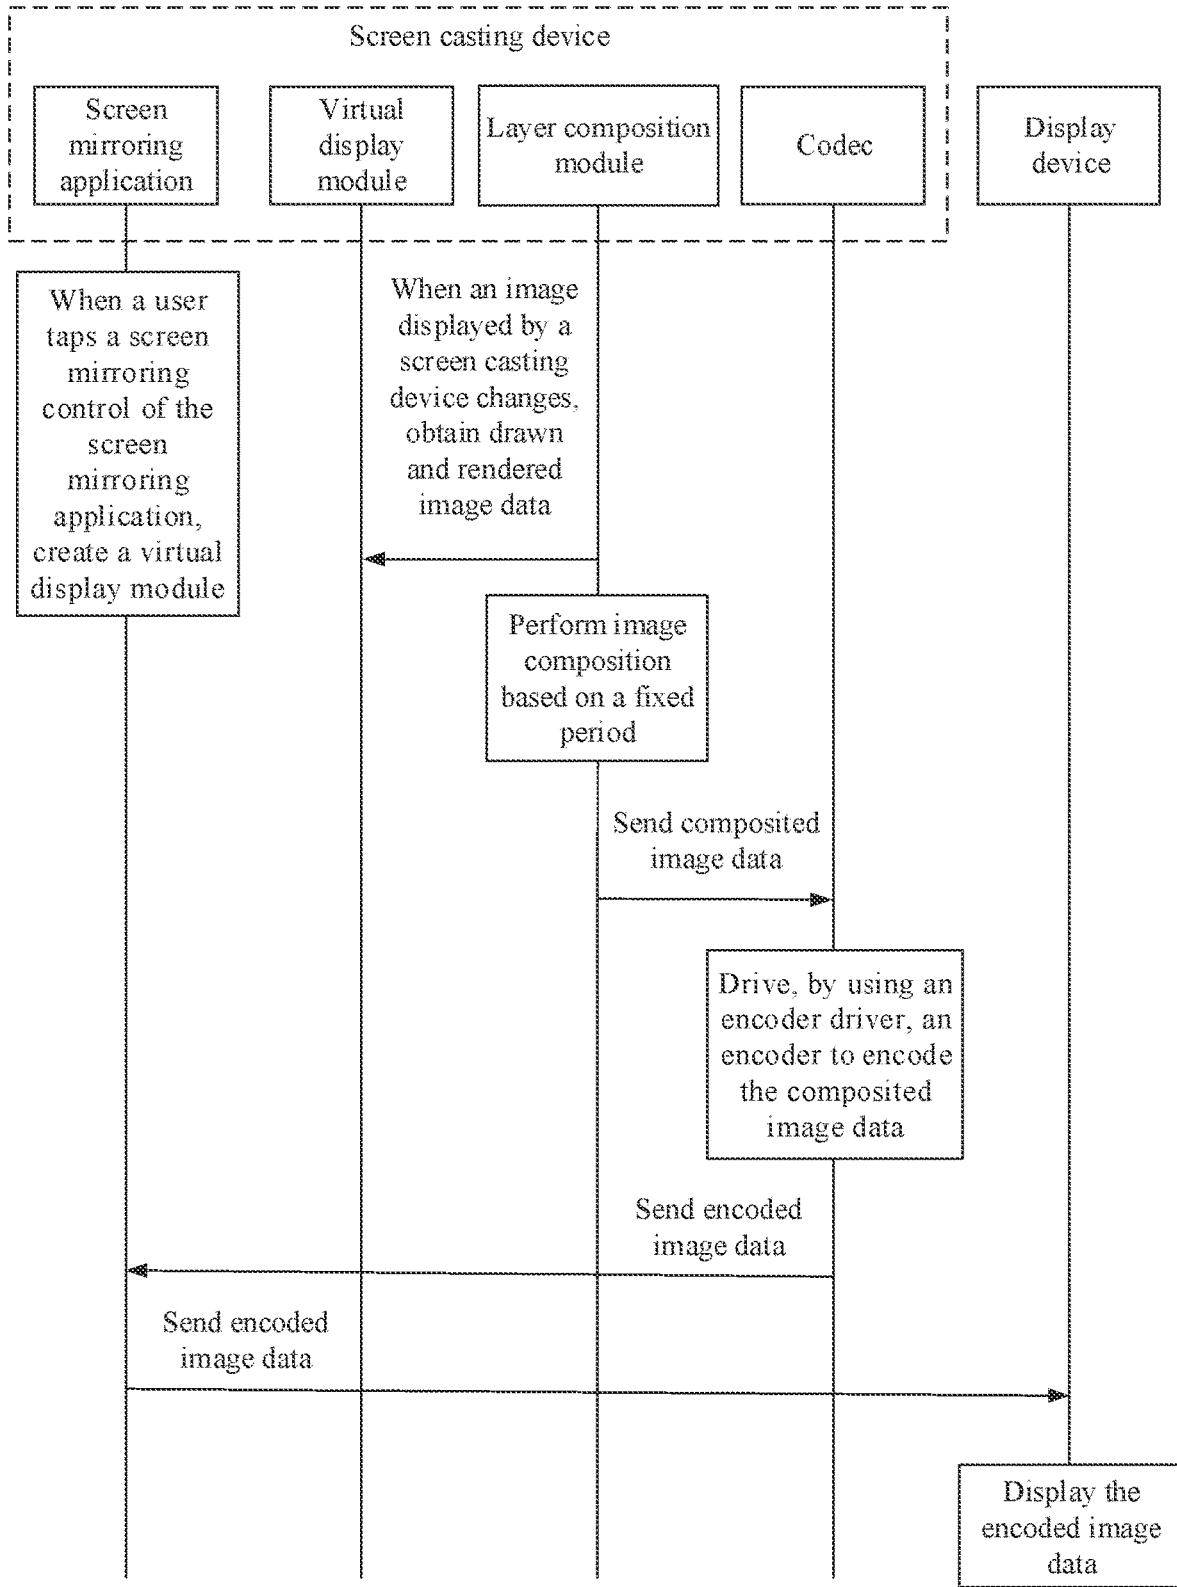 Screen casting device
Screen
mirroring
application
Virtual
display
module
Layer composition
module
Codec
Display
device
When a user
taps a screen
mirroring
control of the
screen
mirroring
application,
create a virtual
display module
When an image
displayed by a
screen casting
device changes,
obtain drawn
and rendered
image data
Perform image
composition
based on a fixed
period
Send composited
image data
Drive, by using an
encoder driver, an
encoder to encode
the composited
image data
Send encoded
image data
Send encoded
image data
Display the
encoded image
data